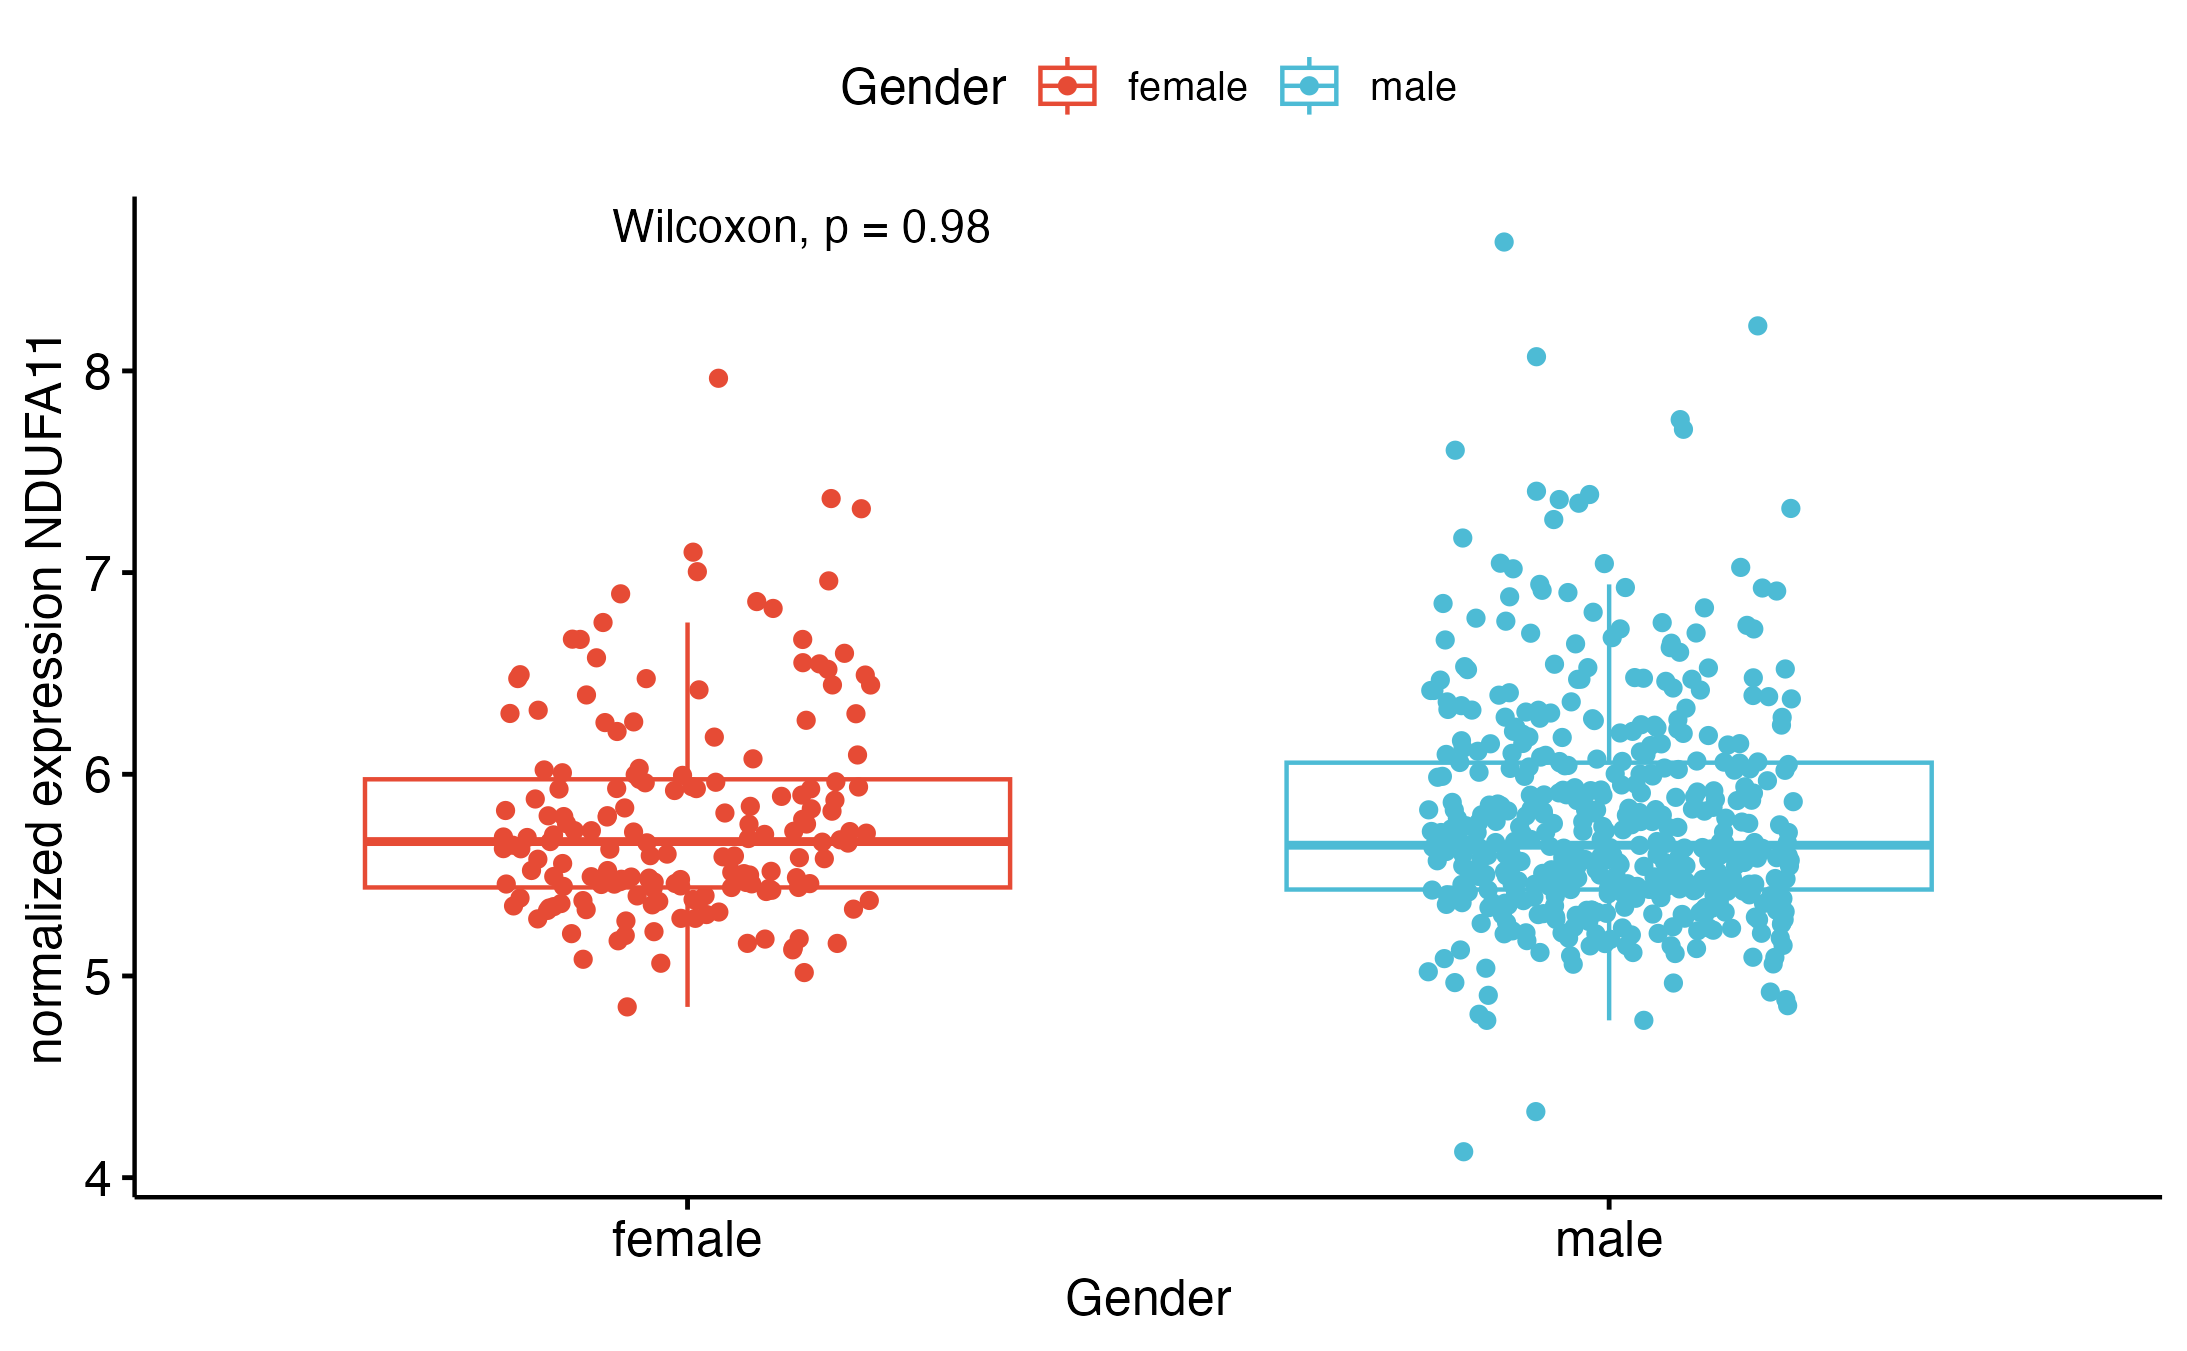 Gender female male
Wilcoxon, p = 0.98
normalized expression NDUFA11
8
7
6
5
4
female male
Gender